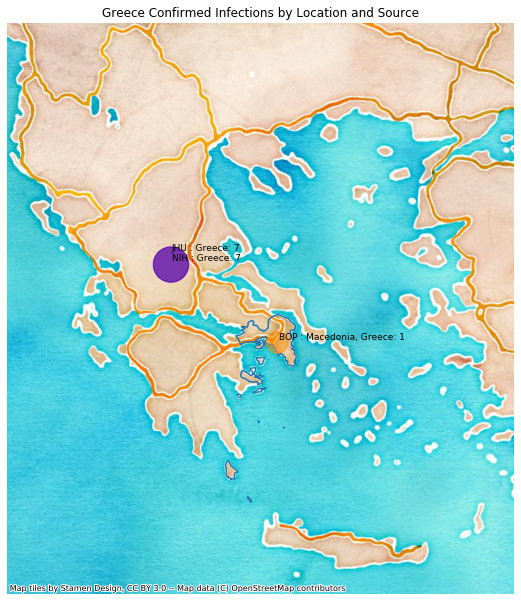 Greece Confirmed Infections by Location and Source
JHU : Greece: 7
NIH : Greece: 7
BOP : Macedonia, Greece: 1
Map tiles by Stamen Design, CC BY 3.0 -- Map data (C) OpenStreetMap contributors